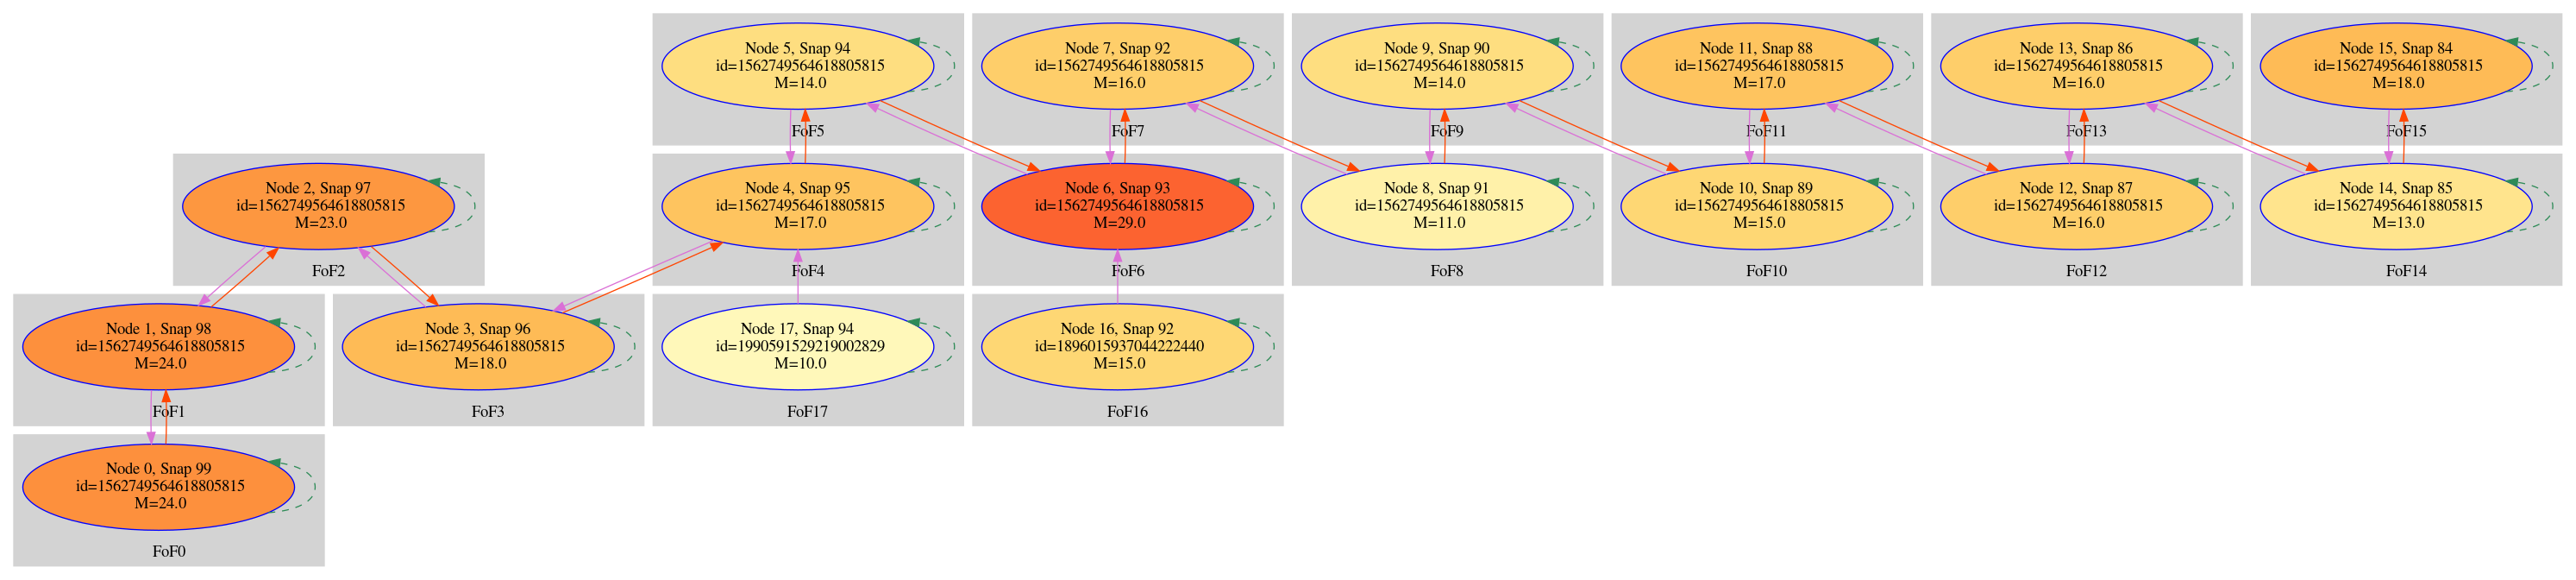 Node 5, Snap 94
id=1562749564618805815
M=14.0
FoF5
Node 7, Snap 92
id=1562749564618805815
M=16.0
FoF7
Node 9, Snap 90
id=1562749564618805815
M=14.0
FoF9
Node 11, Snap 88
id=1562749564618805815
M=17.0
FoF11
Node 13, Snap 86
id=1562749564618805815
M=16.0
FoF13
Node 15, Snap 84
id=1562749564618805815
M=18.0
FoF15
Node 2, Snap 97
id=1562749564618805815
M=23.0
FoF2
Node 4, Snap 95
id=1562749564618805815
M=17.0
FoF4
Node 6, Snap 93
id=1562749564618805815
M=29.0
FoF6
Node 8, Snap 91
id=1562749564618805815
M=11.0
FoF8
Node 10, Snap 89
id=1562749564618805815
M=15.0
FoF10
Node 12, Snap 87
id=1562749564618805815
M=16.0
FoF12
Node 14, Snap 85
id=1562749564618805815
M=13.0
FoF14
Node 1, Snap 98
id=1562749564618805815
M=24.0
FoF1
Node 3, Snap 96
id=1562749564618805815
M=18.0
FoF3
Node 17, Snap 94
id=1990591529219002829
M=10.0
FoF17
Node 16, Snap 92
id=1896015937044222440
M=15.0
FoF16
Node 0, Snap 99
id=1562749564618805815
M=24.0
FoF0